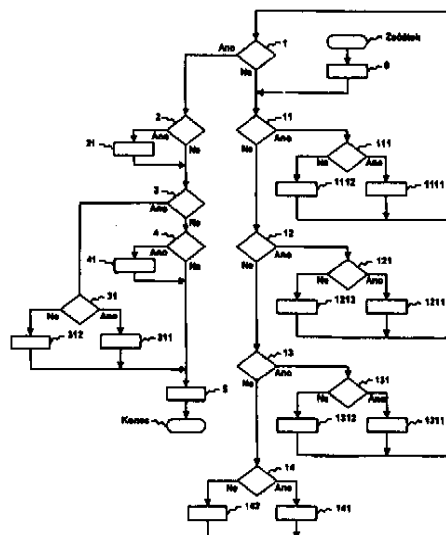 Začátek
1
Ano
Ne
0
2
Ano
Ne
21
11
Ne
Ano
111
Ne
Ano
1112
1111
3
Ano
Ne
4
Ano
Ne
41
12
Ne
Ano
121
Ne
Ano
1212
1211
31
Ne
Ano
312
311
13
Ne
Ano
131
Ne
Ano
1312
1311
5
Konec
14
Ne
Ano
142
141